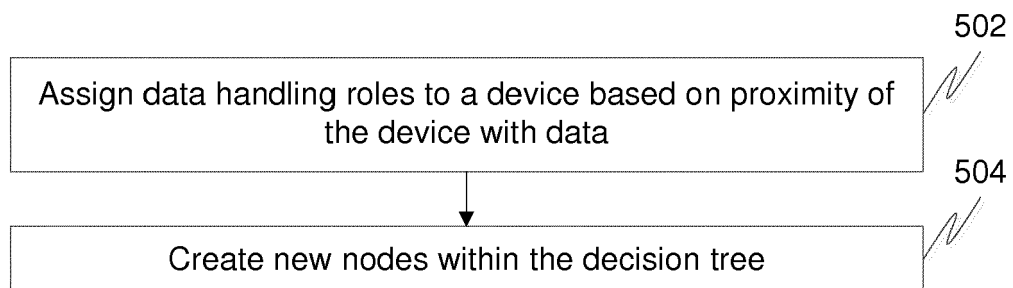 502
Assign data handling roles to a device based on proximity of
the device with data
504
Create new nodes within the decision tree